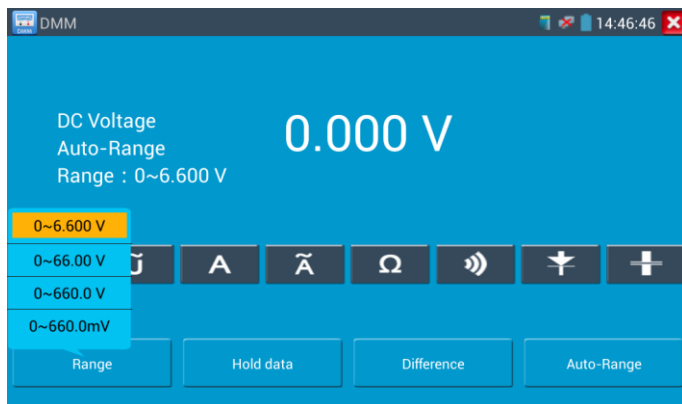 DMM
DMM
14:46:46
DC Voltage
Auto-Range
Range : 0~6.600 V
0.000 V
0~6.600 V
0~66.00 V
0~660.0 V
0~660.0mV
Ũ
A
Ã
Ω
Range
Hold data
Difference
Auto-Range